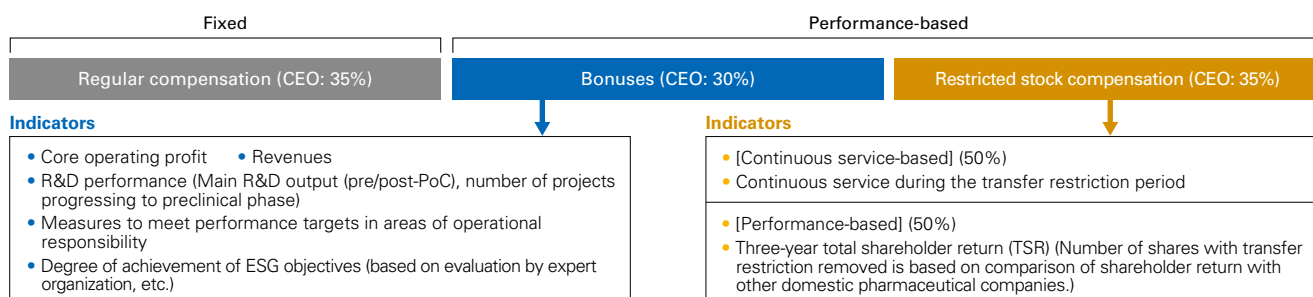 Fixed
Performance-based
Regular compensation (CEO: 35%)
Bonuses (CEO: 30%)
Restricted stock compensation (CEO: 35%)
Indicators
• Core operating profit • Revenues
• R&D performance (Main R&D output (pre/post-PoC), number of projects
progressing to preclinical phase)
• Measures to meet performance targets in areas of operational
responsibility
• Degree of achievement of ESG objectives (based on evaluation by expert
organization, etc.)
Indicators
• [Continuous service-based] (50%)
• Continuous service during the transfer restriction period
• [Performance-based] (50%)
• Three-year total shareholder return (TSR) (Number of shares with transfer
restriction removed is based on comparison of shareholder return with
other domestic pharmaceutical companies.)